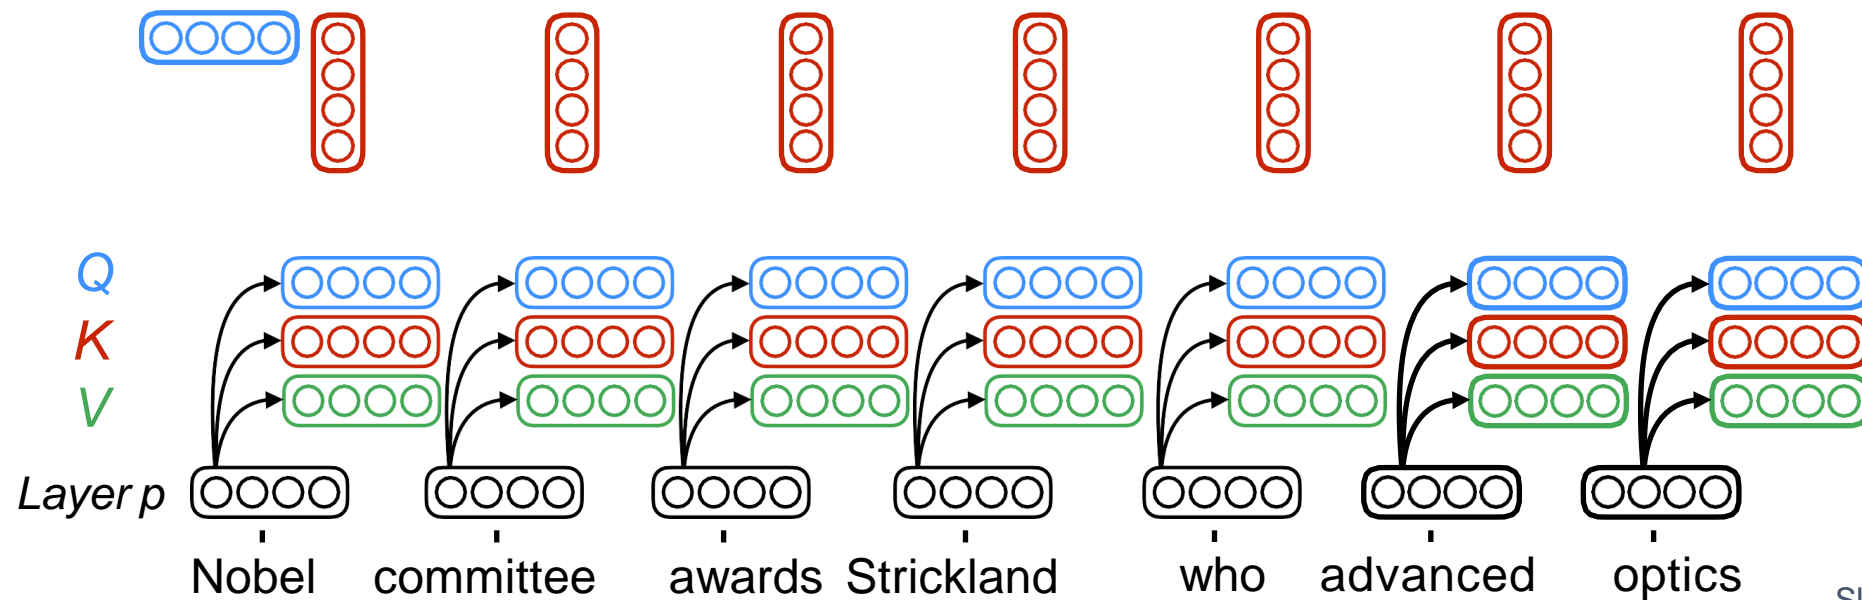 Q
K
V
Layer p
Nobel committee awards Strickland who advanced optics